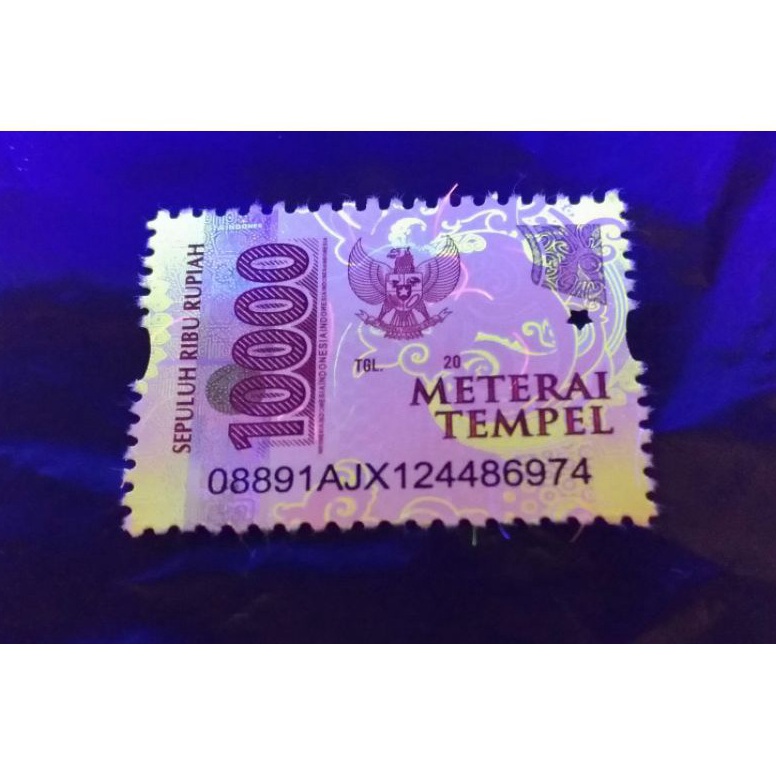 SEPULUH RIBU RUPIAH
10000
TGL. 20
METERAI
TEMPEL
08891AJX124486974